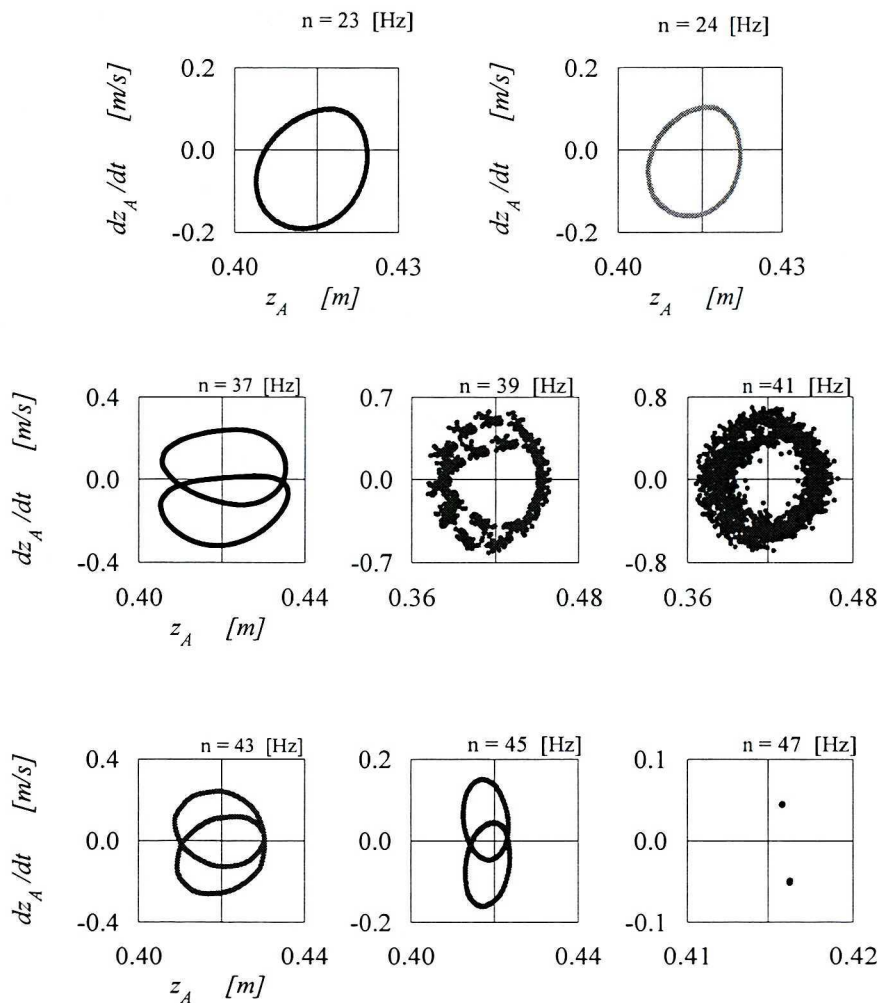 n = 23 [Hz]
n = 24 [Hz]
dz_A/dt [m/s]
0.2
0.0
-0.2
0.40
0.43
z_A [m]
dz_A/dt [m/s]
0.2
0.0
-0.2
0.40
0.43
z_A [m]
dz_A/dt [m/s]
n = 37 [Hz]
0.4
0.0
-0.4
0.40
0.44
z_A [m]
n = 39 [Hz]
0.7
0.0
-0.7
0.36
0.48
n =41 [Hz]
0.8
0.0
-0.8
0.36
0.48
dz_A/dt [m/s]
n = 43 [Hz]
0.4
0.0
-0.4
0.40
0.44
z_A [m]
n = 45 [Hz]
0.2
0.0
-0.2
0.40
0.44
n = 47 [Hz]
0.1
0.0
-0.1
0.41
0.42